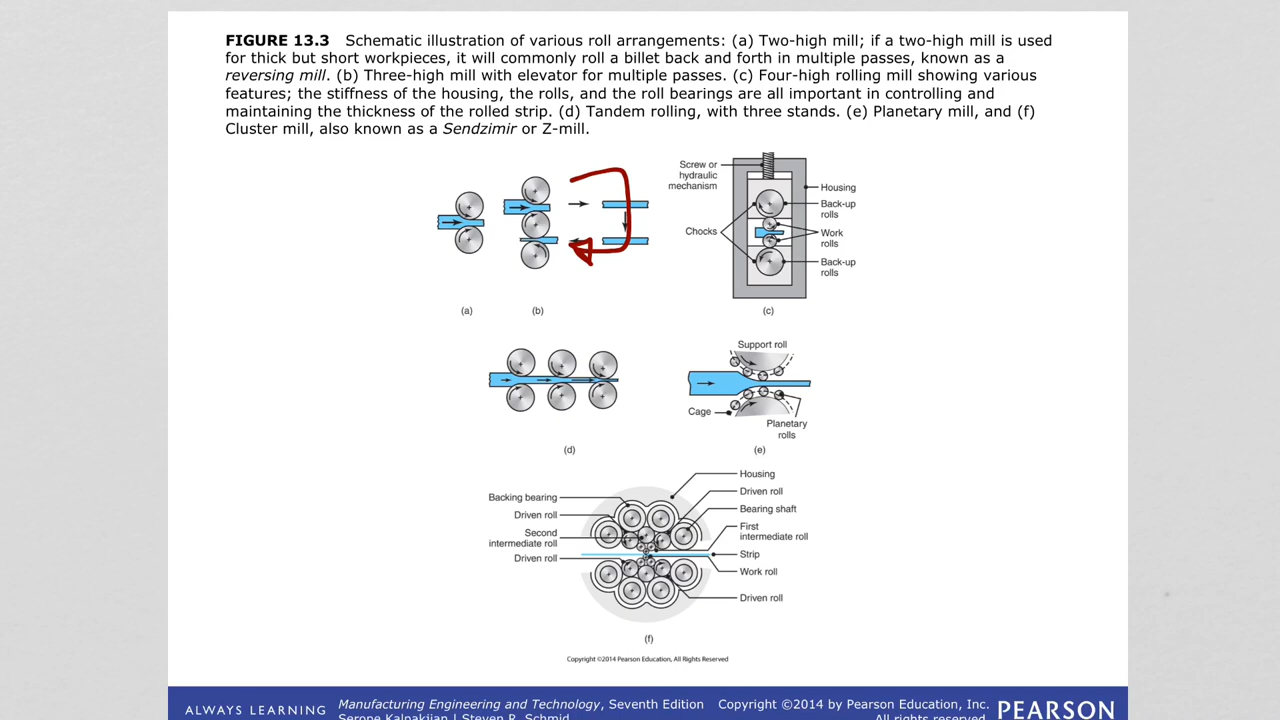 FIGURE 13.3 Schematic illustration of various roll arrangements: (a) Two-high mill; if a two-high mill is used
for thick but short workpieces, it will commonly roll a billet back and forth in multiple passes, known as a
reversing mill. (b) Three-high mill with elevator for multiple passes. (c) Four-high rolling mill showing various
features; the stiffness of the housing, the rolls, and the roll bearings are all important in controlling and
maintaining the thickness of the rolled strip. (d) Tandem rolling, with three stands. (e) Planetary mill, and (f)
Cluster mill, also known as a Sendzimir or Z-mill.
Screw or
hydraulic
mechanism
Housing
Back-up
rolls
Chocks
Work
rolls
Back-up
rolls
(a)
(b)
(c)
Support roll
Cage
Planetary
rolls
(d)
(e)
Housing
Backing bearing
Driven roll
Driven roll
Bearing shaft
Second
intermediate roll
First
intermediate roll
Driven roll
Strip
Work roll
Driven roll
(f)
Copyright ©2014 Pearson Education, All Rights Reserved
ALWAYS LEARNING
Manufacturing Engineering and Technology, Seventh Edition
Serope Kalpakjian | Steven R. Schmid
Copyright ©2014 by Pearson Education, Inc.
All rights reserved.
PEARSON